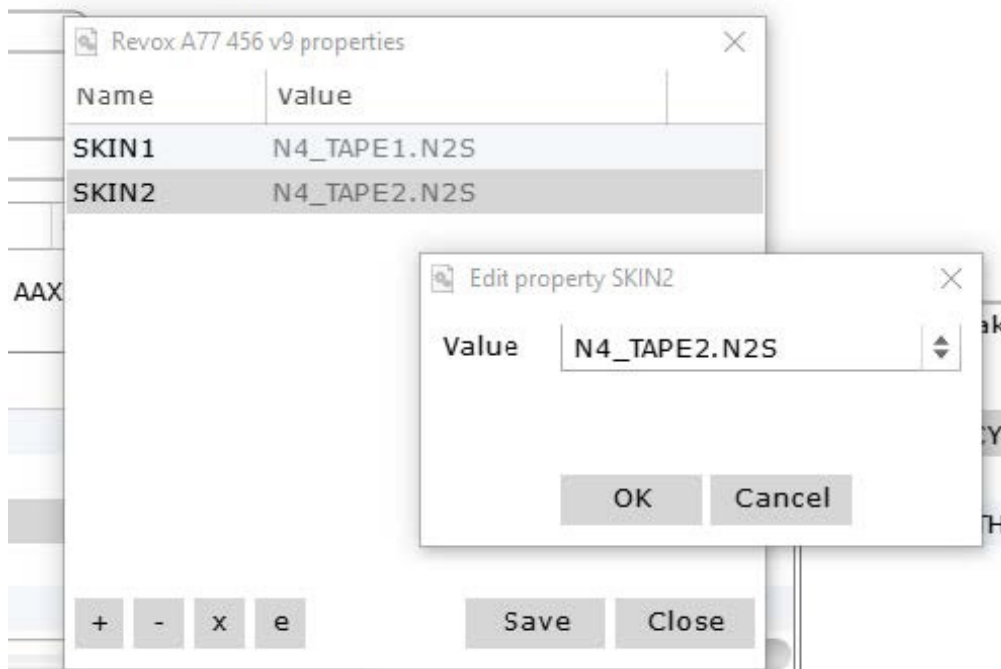 Revox A77 456 v9 properties
Name Value
SKIN1 N4_TAPE1.N2S
SKIN2 N4_TAPE2.N2S
Edit property SKIN2
AAX
Value N4_TAPE2.N2S
OK Cancel
+ - x e Save Close